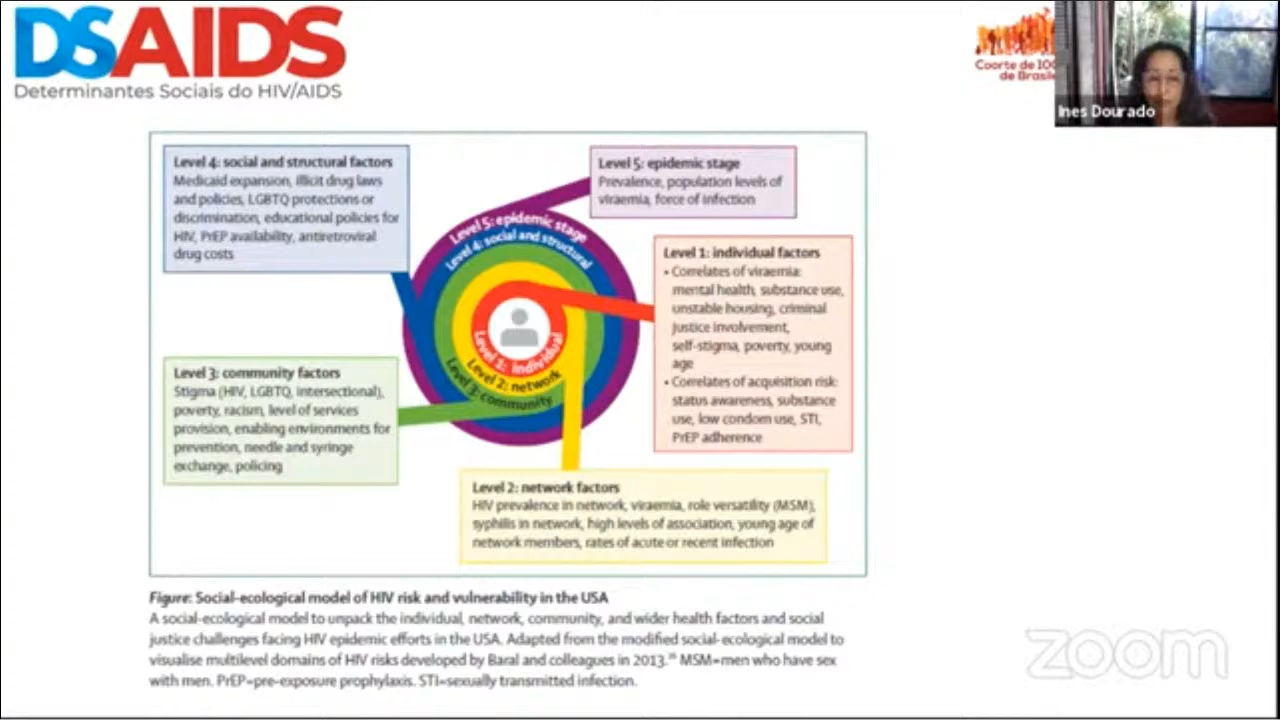 DSAIDS
Determinantes Sociais do HIV/AIDS
Coorte de 100
de Brasile
Ines Dourado
Level 4: social and structural factors
Medicaid expansion, illicit drug laws
and policies, LGBTQ protections or
discrimination, educational policies for
HIV, PrEP availability, antiretroviral
drug costs
Level 5: epidemic stage
Prevalence, population levels of
viraemia, force of infection
Level 5: epidemic stage
Level 4: social and structural
Level 1: individual
Level 2: network
Level 3: community
Level 1: individual factors
• Correlates of viraemia:
mental health, substance use,
unstable housing, criminal
justice involvement,
self-stigma, poverty, young
age
• Correlates of acquisition risk:
status awareness, substance
use, low condom use, STI,
PrEP adherence
Level 3: community factors
Stigma (HIV, LGBTQ, intersectional),
poverty, racism, level of services
provision, enabling environments for
prevention, needle and syringe
exchange, policing
Level 2: network factors
HIV prevalence in network, viraemia, role versatility (MSM),
syphilis in network, high levels of association, young age of
network members, rates of acute or recent infection
Figure: Social-ecological model of HIV risk and vulnerability in the USA
A social-ecological model to unpack the individual, network, community, and wider health factors and social
justice challenges facing HIV epidemic efforts in the USA. Adapted from the modified social-ecological model to
visualise multilevel domains of HIV risks developed by Baral and colleagues in 2013. MSM=men who have sex
with men. PrEP=pre-exposure prophylaxis. STI=sexually transmitted infection.
zoom